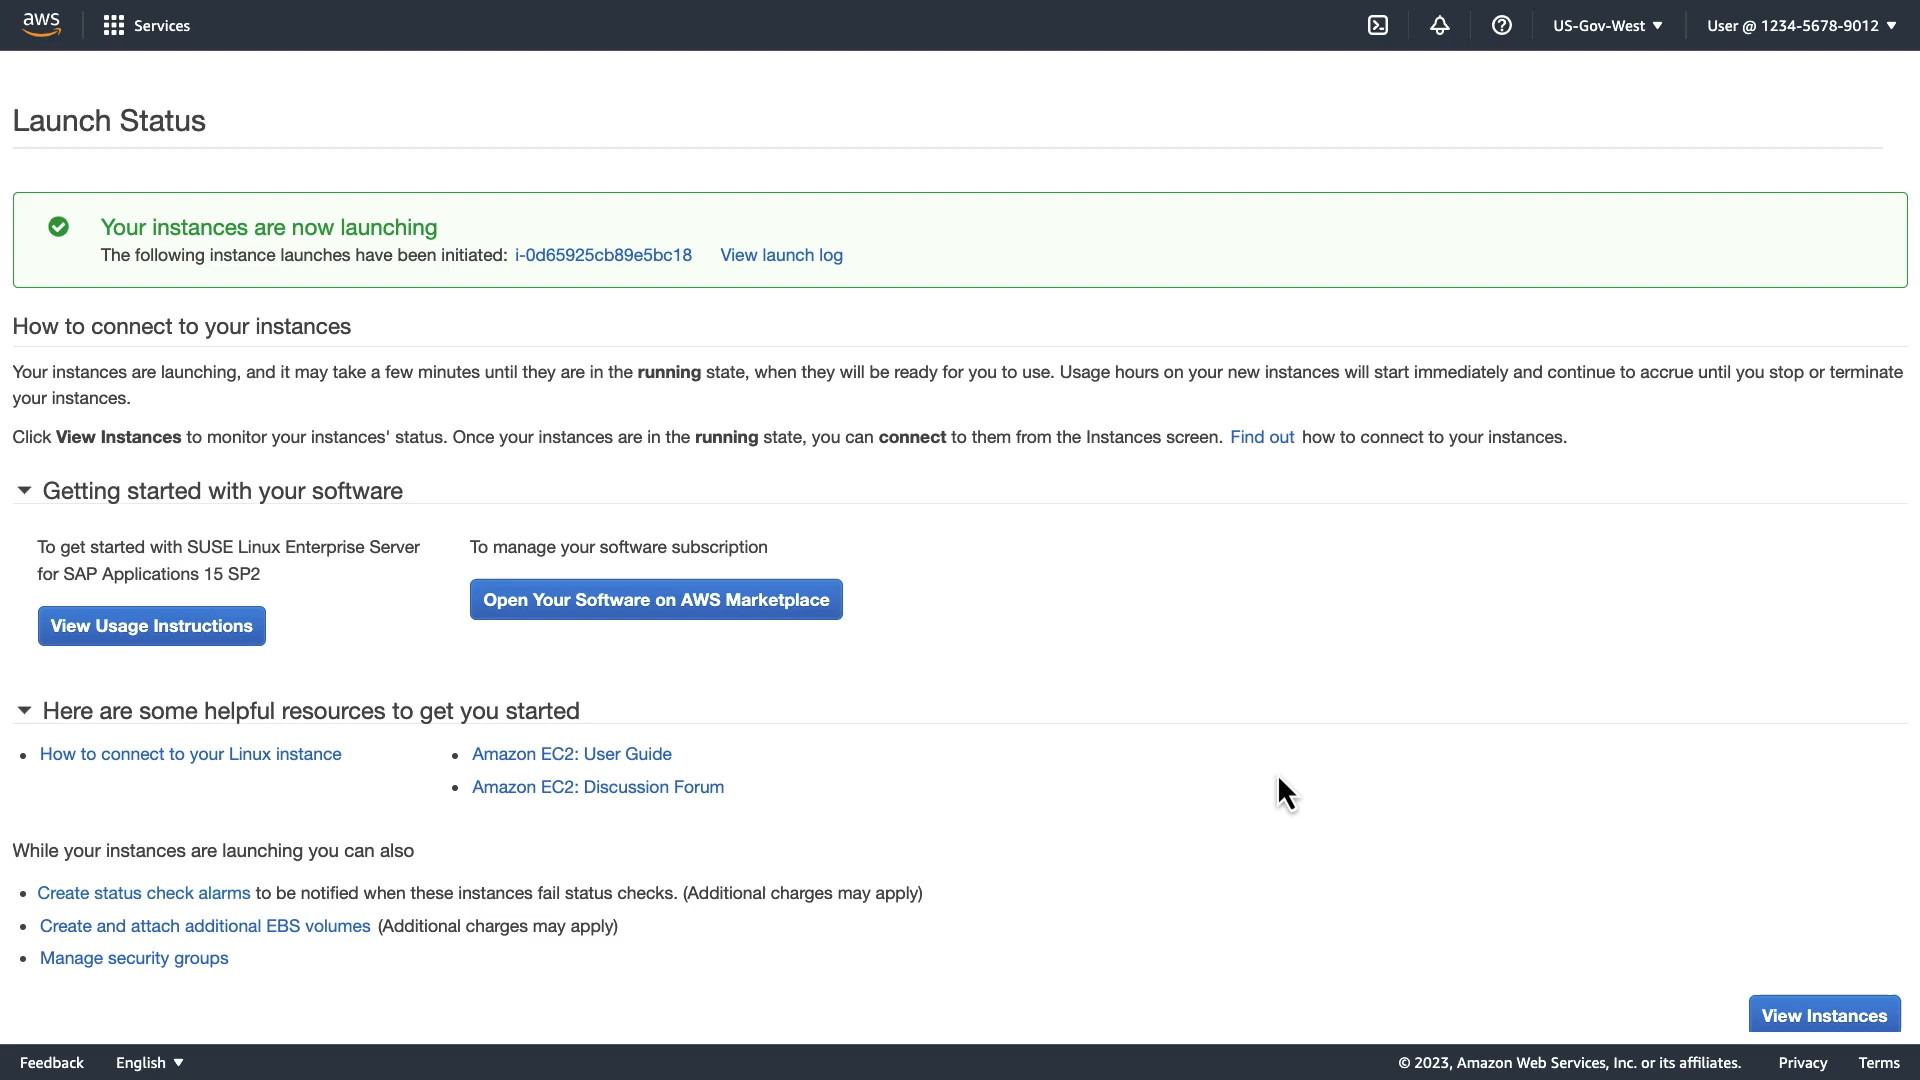 aws Services US-Gov-West User @ 1234-5678-9012
Launch Status
Your instances are now launching
The following instance launches have been initiated: i-0d65925cb89e5bc18 View launch log
How to connect to your instances
Your instances are launching, and it may take a few minutes until they are in the running state, when they will be ready for you to use. Usage hours on your new instances will start immediately and continue to accrue until you stop or terminate
your instances.
Click View Instances to monitor your instances' status. Once your instances are in the running state, you can connect to them from the Instances screen. Find out how to connect to your instances.
Getting started with your software
To get started with SUSE Linux Enterprise Server
for SAP Applications 15 SP2
View Usage Instructions
To manage your software subscription
Open Your Software on AWS Marketplace
Here are some helpful resources to get you started
How to connect to your Linux instance
Amazon EC2: User Guide
Amazon EC2: Discussion Forum
While your instances are launching you can also
Create status check alarms to be notified when these instances fail status checks. (Additional charges may apply)
Create and attach additional EBS volumes (Additional charges may apply)
Manage security groups
View Instances
Feedback English © 2023, Amazon Web Services, Inc. or its affiliates. Privacy Terms